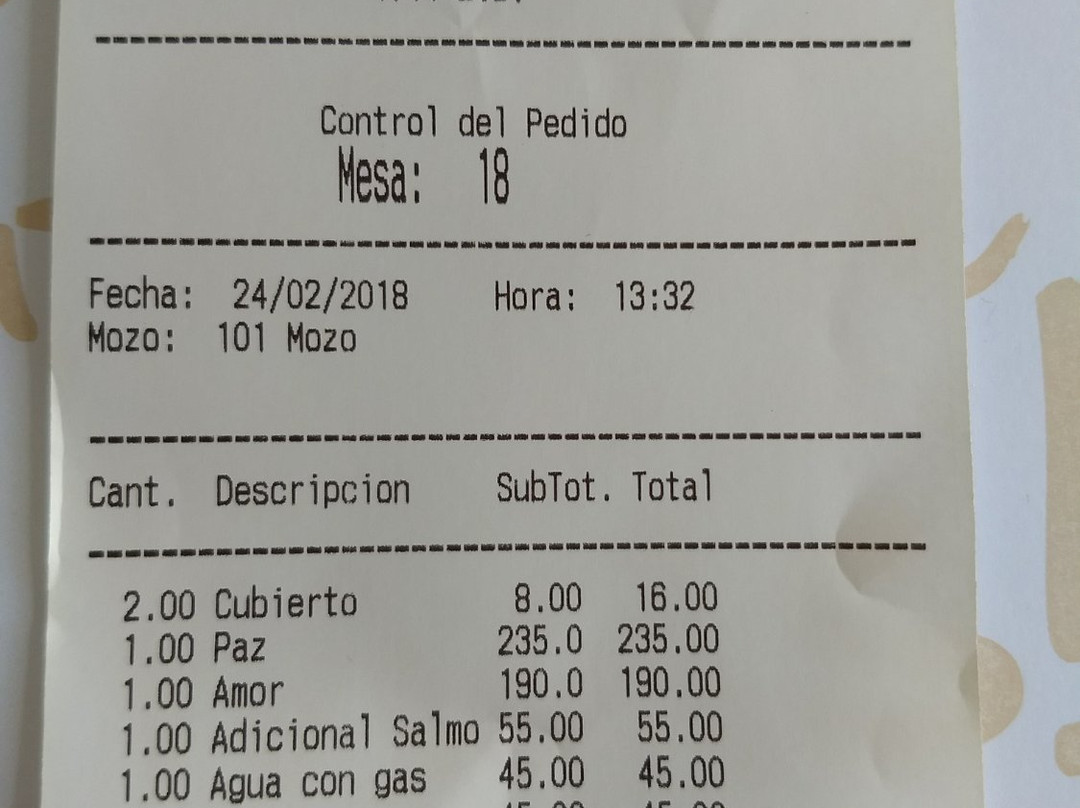 Control del Pedido
Mesa: 18
Fecha: 24/02/2018 Hora: 13:32
Mozo: 101 Mozo
Cant. Descripcion SubTot. Total
2.00 Cubierto 8.00 16.00
1.00 Paz 235.0 235.00
1.00 Amor 190.0 190.00
1.00 Adicional Salmo 55.00 55.00
1.00 Agua con gas 45.00 45.00